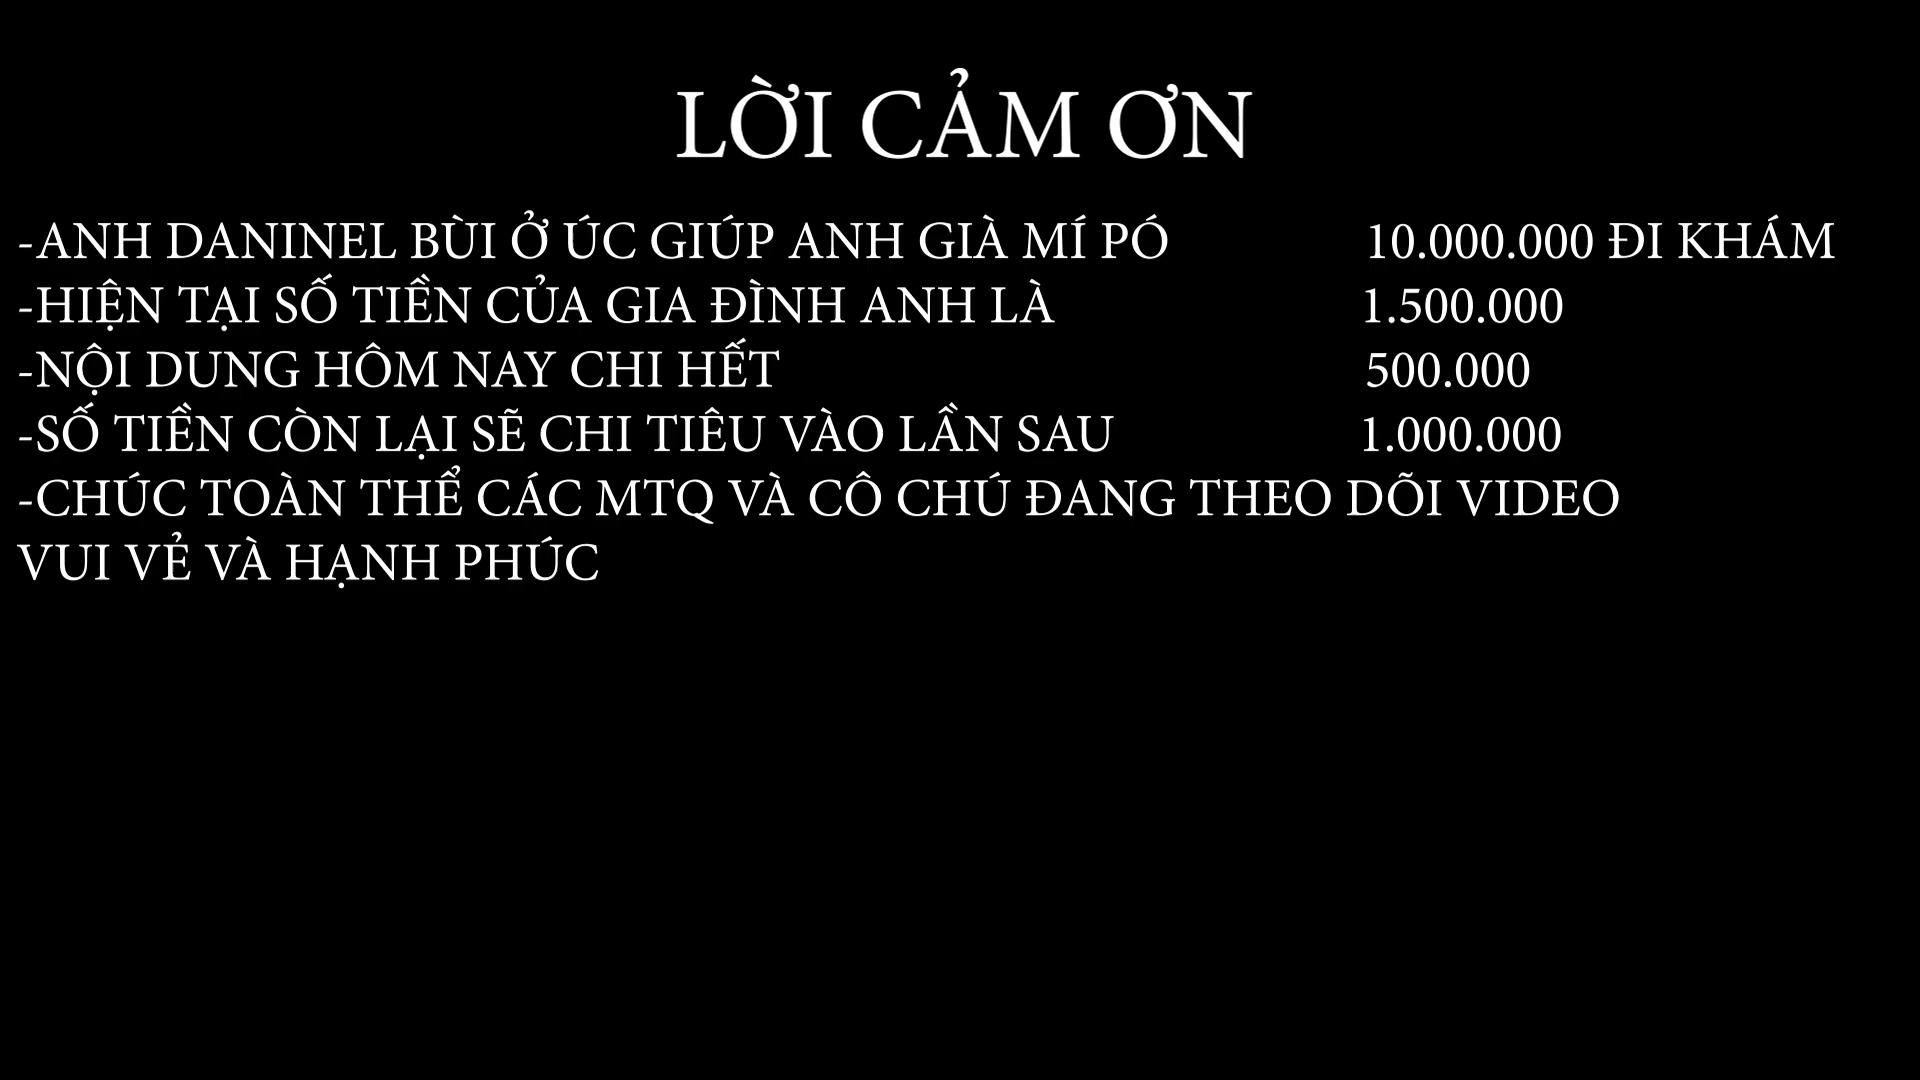 LỜI CẢM ƠN
-ANH DANINEL BÙI Ở ÚC GIÚP ANH GIÀ MÍ PÓ 10.000.000 ĐI KHÁM
-HIỆN TẠI SỐ TIỀN CỦA GIA ĐÌNH ANH LÀ 1.500.000
-NỘI DUNG HÔM NAY CHI HẾT 500.000
-SỐ TIỀN CÒN LẠI SẼ CHI TIÊU VÀO LẦN SAU 1.000.000
-CHÚC TOÀN THỂ CÁC MTQ VÀ CÔ CHÚ ĐANG THEO DÕI VIDEO
VUI VẺ VÀ HẠNH PHÚC